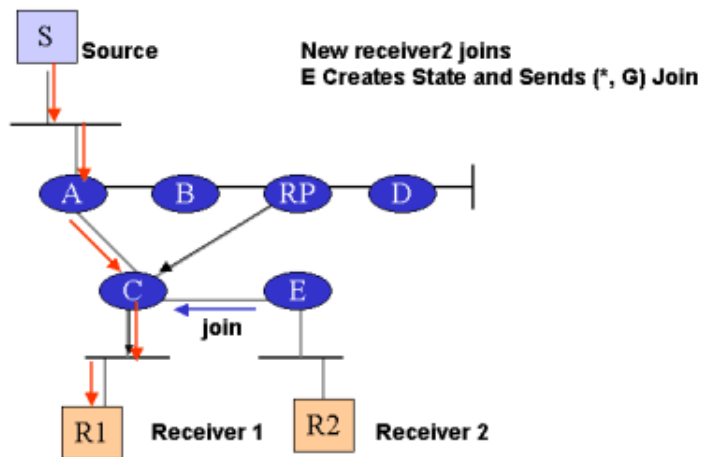 S
Source
New receiver2 joins
E Creates State and Sends (*, G) Join
A
B
RP
D
C
E
join
R1
Receiver 1
R2
Receiver 2